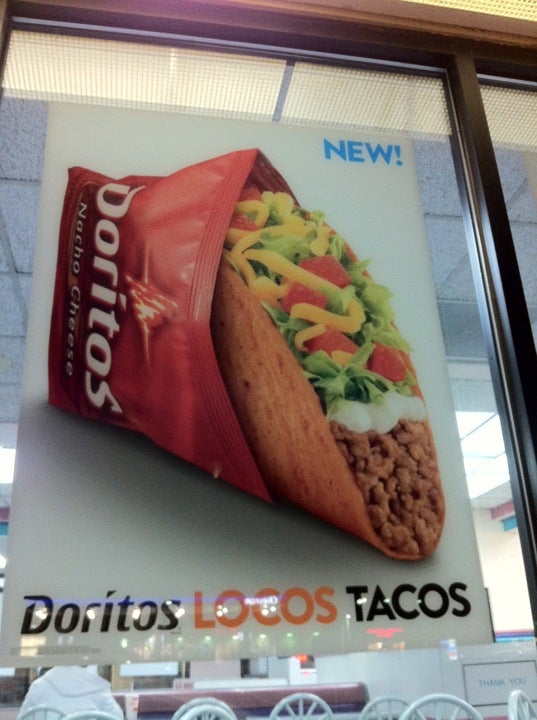 NEW!
Doritos
Nacho Cheese
Doritos LOCOS TACOS
THANK YOU